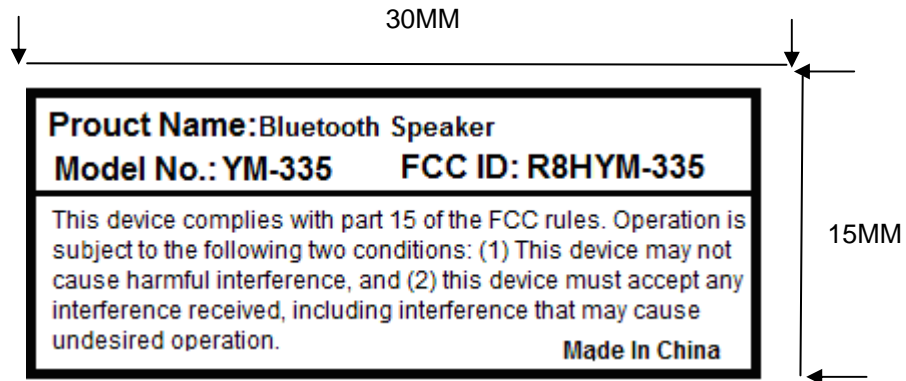 30MM
Prouct Name:Bluetooth Speaker
Model No.: YM-335 FCC ID: R8HYM-335
This device complies with part 15 of the FCC rules. Operation is
subject to the following two conditions: (1) This device may not
cause harmful interference, and (2) this device must accept any
interference received, including interference that may cause
undesired operation.
Made In China
15MM